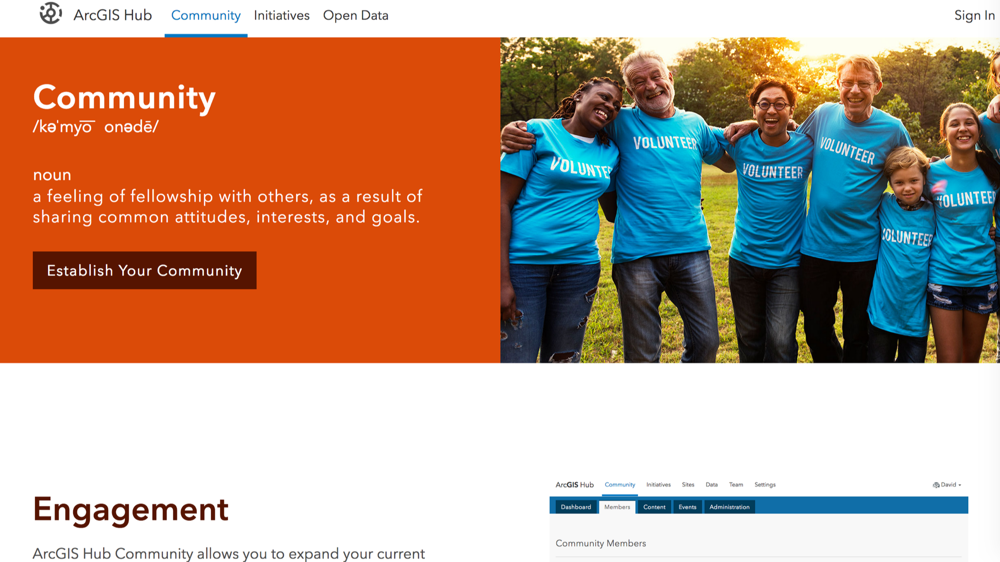 ArcGIS Hub Community Initiatives Open Data Sign In
Community
/kə'myo͞ onədē/
noun
a feeling of fellowship with others, as a result of
sharing common attitudes, interests, and goals.
Establish Your Community
VOLUNTEE
VOLUNTEER
VOLUNTEER
VOLUNTEER
VOLUNTEER
VOLUNTEER
Engagement
ArcGIS Hub Community allows you to expand your current
ArcGIS Hub Community Initiatives Sites Data Team Settings David
Dashboard Members Content Events Administration
Community Members